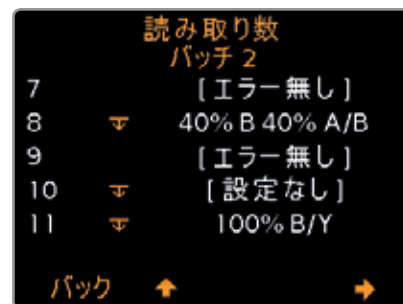 読み取り数
バッチ 2
7 [エラー無し]
8 40% B 40% A/B
9 [エラー無し]
10 [設定なし]
11 100% B/Y
バック